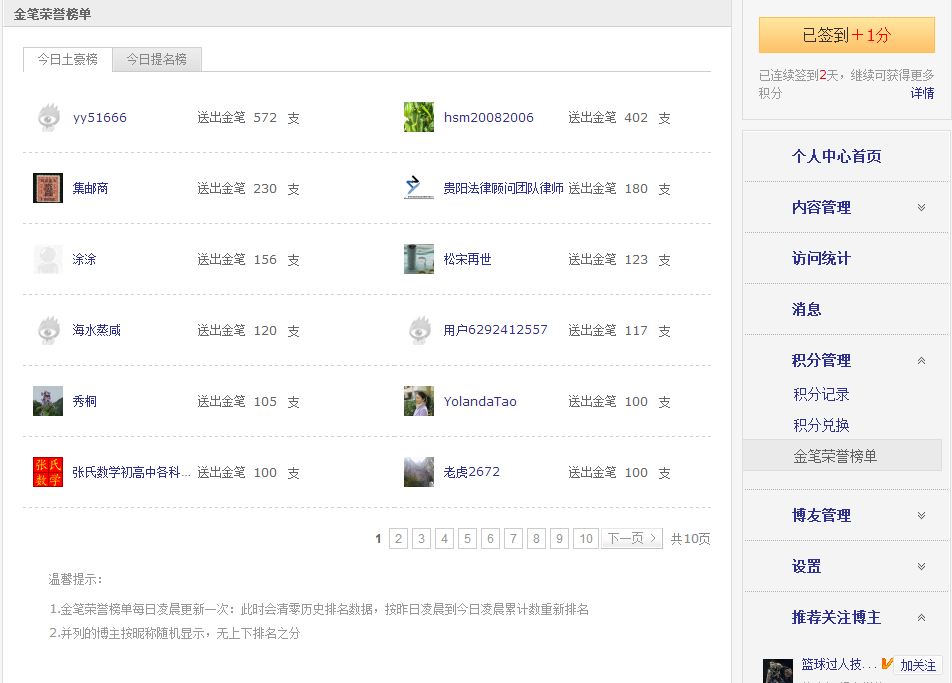 金笔荣誉榜单
今日土豪榜 今日提名榜
yy51666 送出金笔 572 支 hsm20082006 送出金笔 402 支
集邮商 送出金笔 230 支 贵阳法律顾问团队律师 送出金笔 180 支
涂涂 送出金笔 156 支 松宋再世 送出金笔 123 支
海水蒸咸 送出金笔 120 支 用户6292412557 送出金笔 117 支
秀桐 送出金笔 105 支 YolandaTao 送出金笔 100 支
张氏
数学
张氏数学初高中各科... 送出金笔 100 支 老虎2672 送出金笔 100 支
1 2 3 4 5 6 7 8 9 10 下一页 > 共10页
温馨提示：
1.金笔荣誉榜单每日凌晨更新一次：此时会清零历史排名数据，按昨日凌晨到今日凌晨累计数重新排名
2.并列的博主按昵称随机显示，无上下排名之分
已签到＋1分
已连续签到2天，继续可获得更多
积分 详情
个人中心首页
内容管理
访问统计
消息
积分管理
积分记录
积分兑换
金笔荣誉榜单
博友管理
设置
推荐关注博主
篮球过人技... 加关注